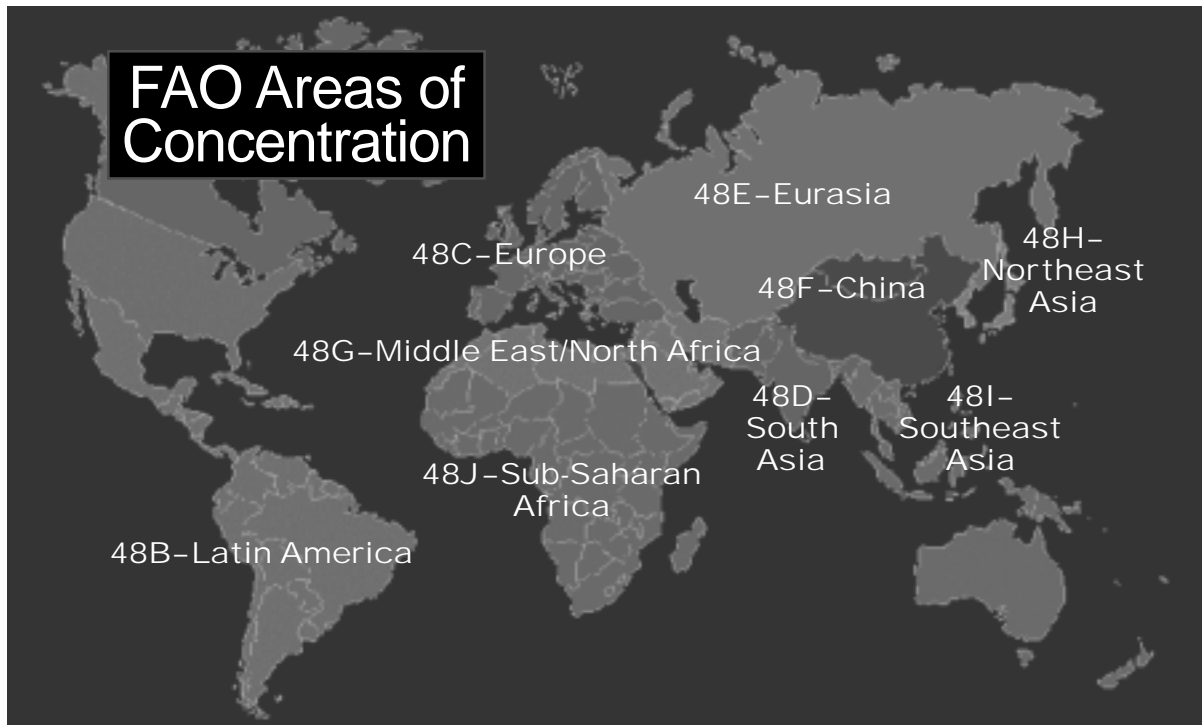 FAO Areas of
Concentration
48E–Eurasia
48C–Europe
48H–
Northeast
Asia
48F–China
48G–Middle East/North Africa
48D–
South
Asia
48I–
Southeast
Asia
48J–Sub-Saharan
Africa
48B–Latin America